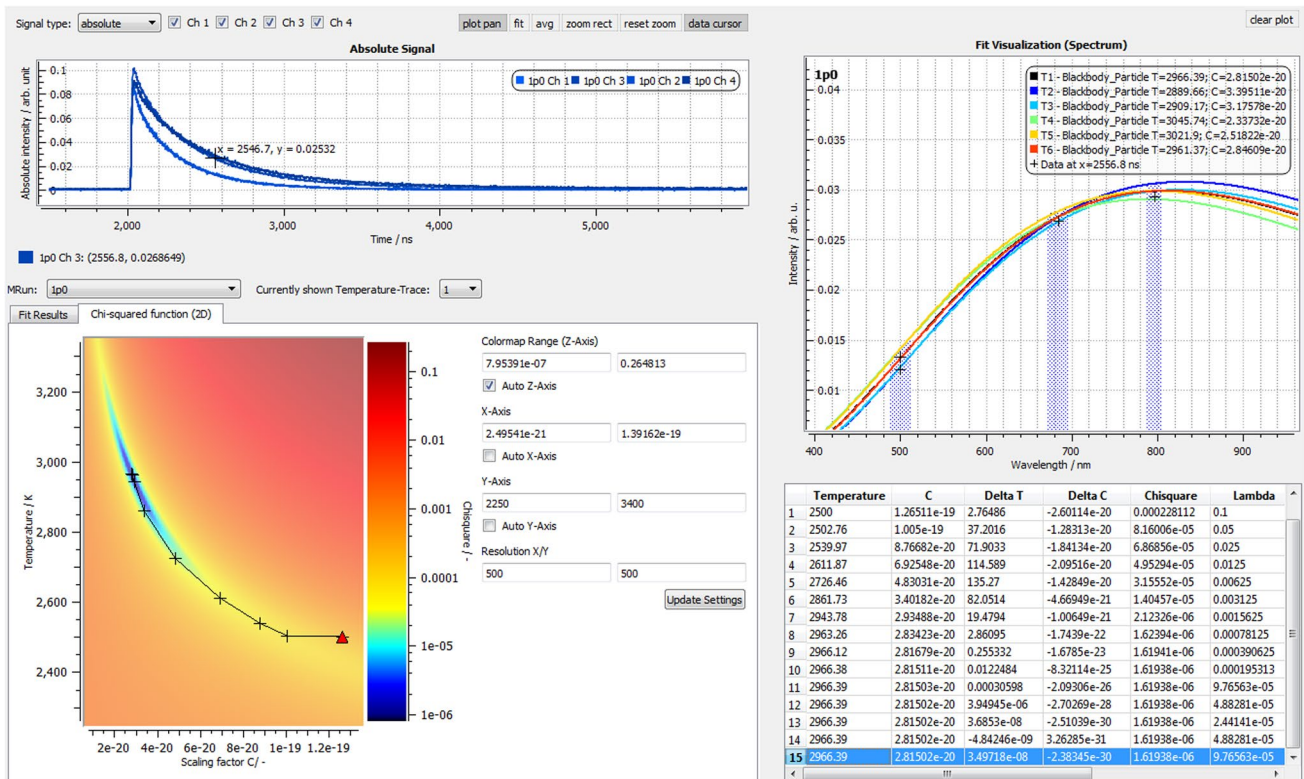 Signal type: absolute Ch 1 Ch 2 Ch 3 Ch 4 plot pan fit avg zoom rect reset zoom data cursor
Absolute Signal
Absolute intensity / arb. unit
0.1
0.08
0.06
0.04
0.02
0
1p0 Ch 1 1p0 Ch 3 1p0 Ch 2 1p0 Ch 4
x = 2546.7, y = 0.02532
2,000 3,000 4,000 5,000
Time / ns
1p0 Ch 3: (2556.8, 0.0268649)
MRun: 1p0 Currently shown Temperature-Trace: 1
Fit Results Chi-squared function (2D)
Temperature / K
3,200
3,000
2,800
2,600
2,400
2e-20 4e-20 6e-20 8e-20 1e-19 1.2e-19
Scaling factor C/ -
0.1
0.01
0.001
0.0001
1e-05
1e-06
Chisquare / -
Colormap Range (Z-Axis)
7.95391e-07 0.264813
Auto Z-Axis
X-Axis
2.49541e-21 1.39162e-19
Auto X-Axis
Y-Axis
2250 3400
Auto Y-Axis
Resolution X/Y
500 500
Update Settings
clear plot
Fit Visualization (Spectrum)
1p0
T1 - Blackbody_Particle T=2966.39; C=2.81502e-20
T2 - Blackbody_Particle T=2889.66; C=3.39511e-20
T3 - Blackbody_Particle T=2909.17; C=3.17578e-20
T4 - Blackbody_Particle T=3045.74; C=2.33732e-20
T5 - Blackbody_Particle T=3021.9; C=2.51822e-20
T6 - Blackbody_Particle T=2961.37; C=2.84609e-20
Data at x=2556.8 ns
Intensity / arb. u.
0.04
0.035
0.03
0.025
0.02
0.015
0.01
400 500 600 700 800 900
Wavelength / nm
Temperature C Delta T Delta C Chisquare Lambda
1 2500 1.26511e-19 2.76486 -2.60114e-20 0.000228112 0.1
2 2502.76 1.005e-19 37.2016 -1.28313e-20 8.16006e-05 0.05
3 2539.97 8.76682e-20 71.9033 -1.84134e-20 6.86856e-05 0.025
4 2611.87 6.92548e-20 114.589 -2.09516e-20 4.95294e-05 0.0125
5 2726.46 4.83031e-20 135.27 -1.42849e-20 3.15552e-05 0.00625
6 2861.73 3.40182e-20 82.0514 -4.66949e-21 1.40457e-05 0.003125
7 2943.78 2.93488e-20 19.4794 -1.00649e-21 2.12326e-06 0.0015625
8 2963.26 2.83423e-20 2.86095 -1.7439e-22 1.62394e-06 0.00078125
9 2966.12 2.81679e-20 0.255332 -1.6785e-23 1.61941e-06 0.000390625
10 2966.38 2.81511e-20 0.0122484 -8.32114e-25 1.61938e-06 0.000195313
11 2966.39 2.81503e-20 0.00030598 -2.09306e-26 1.61938e-06 9.76563e-05
12 2966.39 2.81502e-20 3.94945e-06 -2.70269e-28 1.61938e-06 4.88281e-05
13 2966.39 2.81502e-20 3.6853e-08 -2.51039e-30 1.61938e-06 2.44141e-05
14 2966.39 2.81502e-20 -4.84246e-09 3.26285e-31 1.61938e-06 4.88281e-05
15 2966.39 2.81502e-20 3.49718e-08 -2.38345e-30 1.61938e-06 9.76563e-05